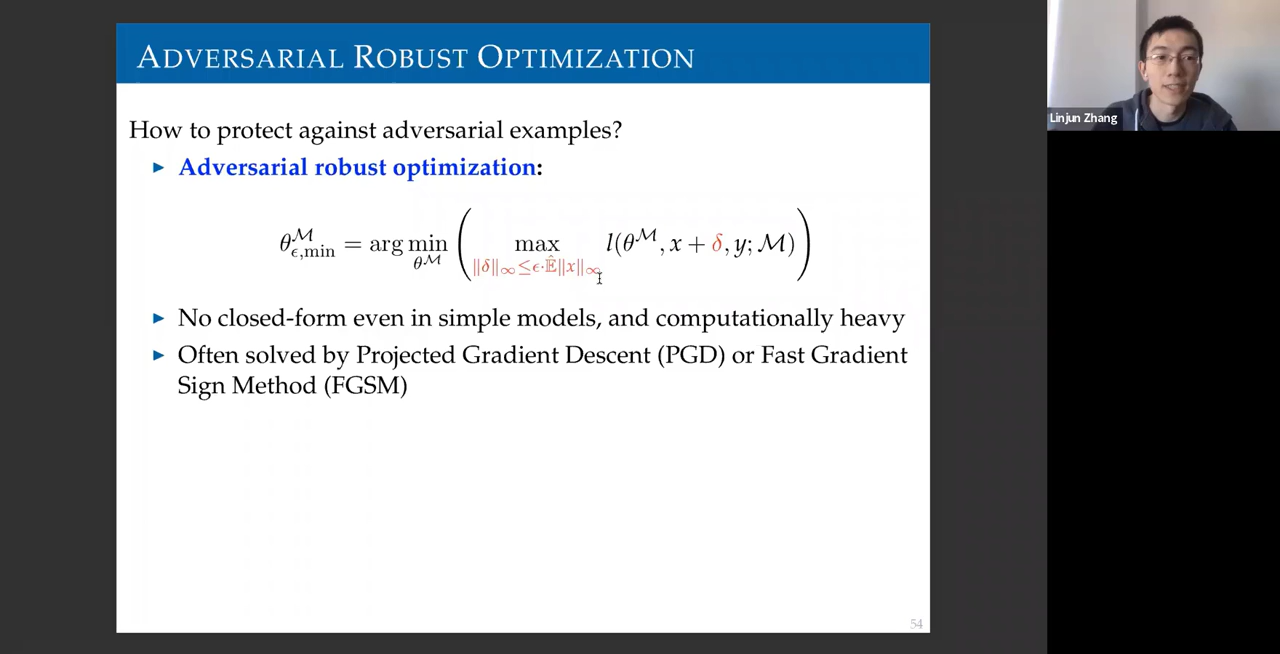 ADVERSARIAL ROBUST OPTIMIZATION
How to protect against adversarial examples?
▶ Adversarial robust optimization:
θ^ℳ_{ϵ,min} = arg min_{θ^ℳ} ( max_{‖δ‖_∞ ≤ ϵ·Ê‖x‖_∞} l(θ^ℳ, x + δ, y; ℳ) )
▶ No closed-form even in simple models, and computationally heavy
▶ Often solved by Projected Gradient Descent (PGD) or Fast Gradient
Sign Method (FGSM)
54
Linjun Zhang